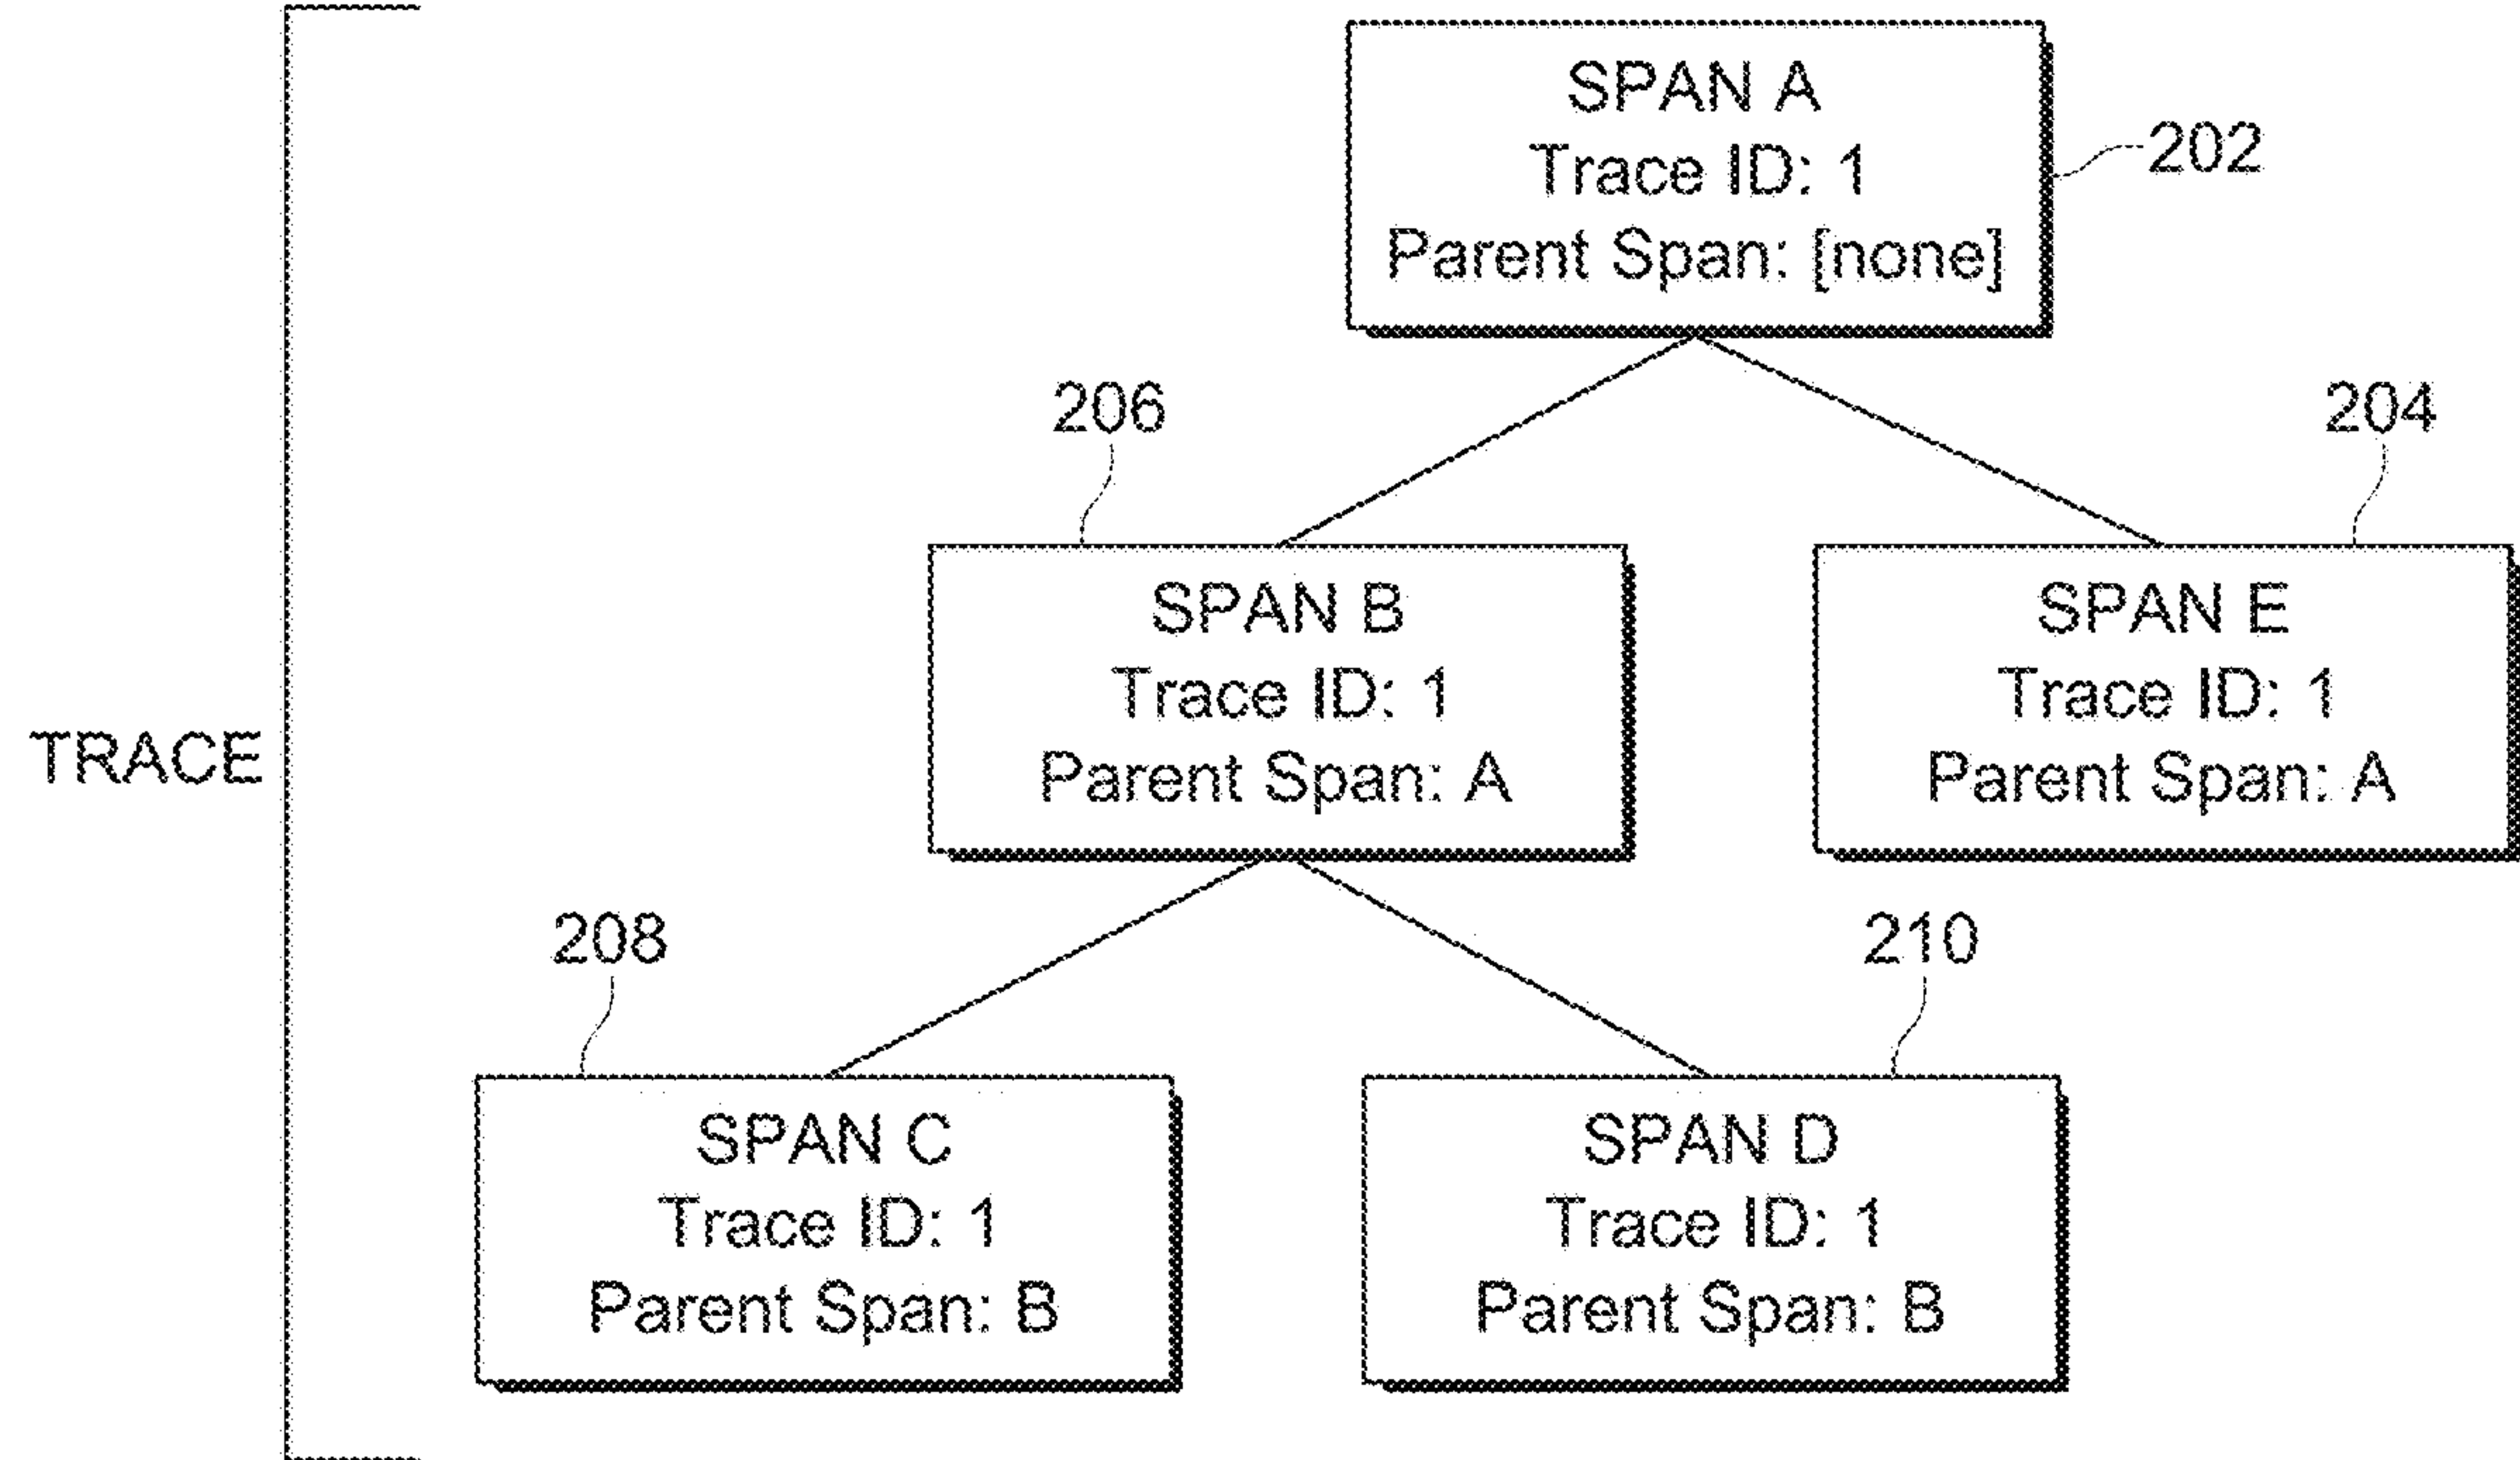 SPAN A
Trace ID: 1
Parent Span: [none]
202
206
204
SPAN B
Trace ID: 1
Parent Span: A
SPAN E
Trace ID: 1
Parent Span: A
TRACE
208
210
SPAN C
Trace ID: 1
Parent Span: B
SPAN D
Trace ID: 1
Parent Span: B